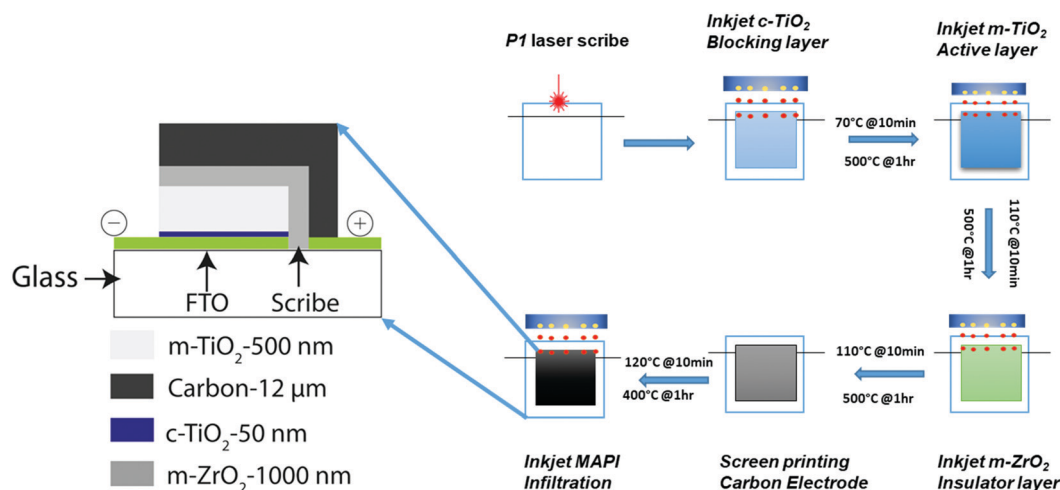 P1 laser scribe
Inkjet c-TiO₂
Blocking layer
Inkjet m-TiO₂
Active layer
70°C @10min
500°C @1hr
110°C @10min
500°C @1hr
−
+
Glass
FTO
Scribe
m-TiO₂-500 nm
Carbon-12 μm
c-TiO₂-50 nm
m-ZrO₂-1000 nm
120°C @10min
400°C @1hr
110°C @10min
500°C @1hr
Inkjet MAPI
Infiltration
Screen printing
Carbon Electrode
Inkjet m-ZrO₂
Insulator layer